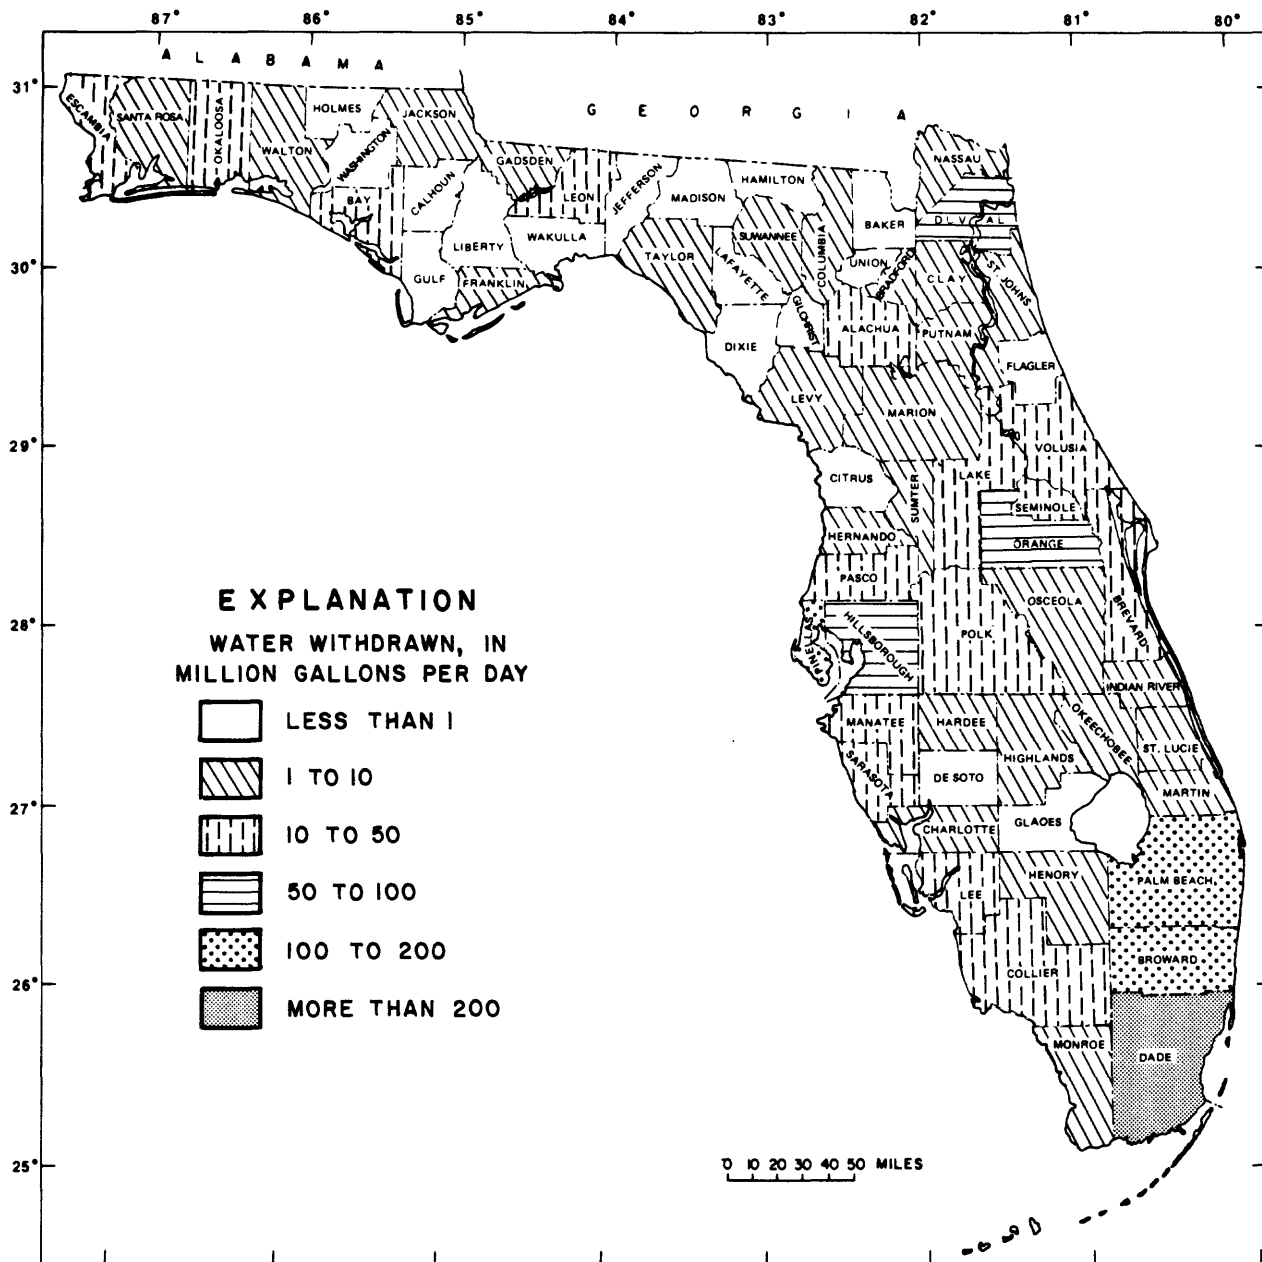 87° 86° 85° 84° 83° 82° 81° 80°
ALABAMA
GEORGIA
31°
30°
29°
28°
27°
26°
25°
ESCAMBIA
SANTA ROSA
OKALOOSA
WALTON
HOLMES
WASHINGTON
BAY
JACKSON
CALHOUN
GULF
LIBERTY
GADSDEN
FRANKLIN
LEON
WAKULLA
JEFFERSON
MADISON
TAYLOR
HAMILTON
SUWANNEE
LAFAYETTE
DIXIE
COLUMBIA
GILCHRIST
BAKER
UNION
BRADFORD
ALACHUA
LEVY
NASSAU
DUVAL
CLAY
ST. JOHNS
PUTNAM
FLAGLER
MARION
VOLUSIA
CITRUS
SUMTER
LAKE
SEMINOLE
ORANGE
HERNANDO
PASCO
OSCEOLA
BREVARD
PINELLAS
HILLSBOROUGH
POLK
INDIAN RIVER
MANATEE
HARDEE
OKEECHOBEE
ST. LUCIE
SARASOTA
DE SOTO
HIGHLANDS
MARTIN
CHARLOTTE
GLAOES
LEE
HENORY
PALM BEACH
BROWARD
COLLIER
MONROE
DADE
EXPLANATION
WATER WITHDRAWN, IN
MILLION GALLONS PER DAY
LESS THAN 1
1 TO 10
10 TO 50
50 TO 100
100 TO 200
MORE THAN 200
0 10 20 30 40 50 MILES